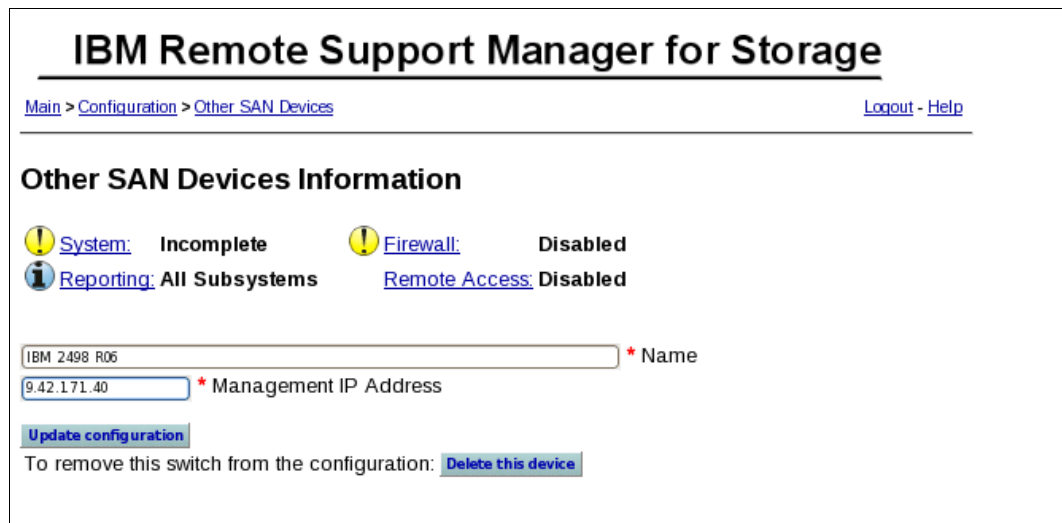 IBM Remote Support Manager for Storage
Main > Configuration > Other SAN Devices Logout - Help
Other SAN Devices Information
System: Incomplete Firewall: Disabled
Reporting: All Subsystems Remote Access: Disabled
IBM 2498 R06 * Name
9.42.171.40 * Management IP Address
Update configuration
To remove this switch from the configuration: Delete this device